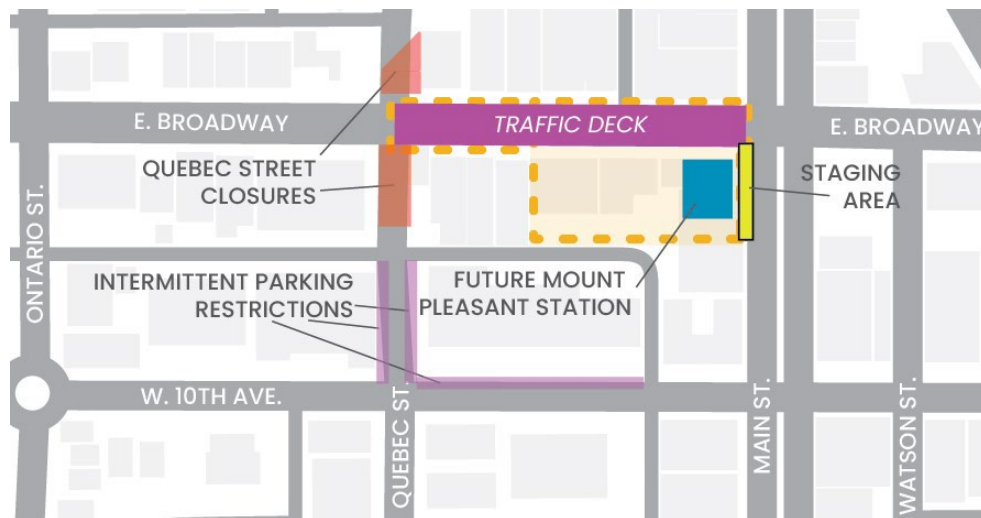 E. BROADWAY
TRAFFIC DECK
E. BROADWAY
QUEBEC STREET
CLOSURES
STAGING
AREA
ONTARIO ST.
INTERMITTENT PARKING
RESTRICTIONS
FUTURE MOUNT
PLEASANT STATION
W. 10TH AVE.
QUEBEC ST.
MAIN ST.
WATSON ST.